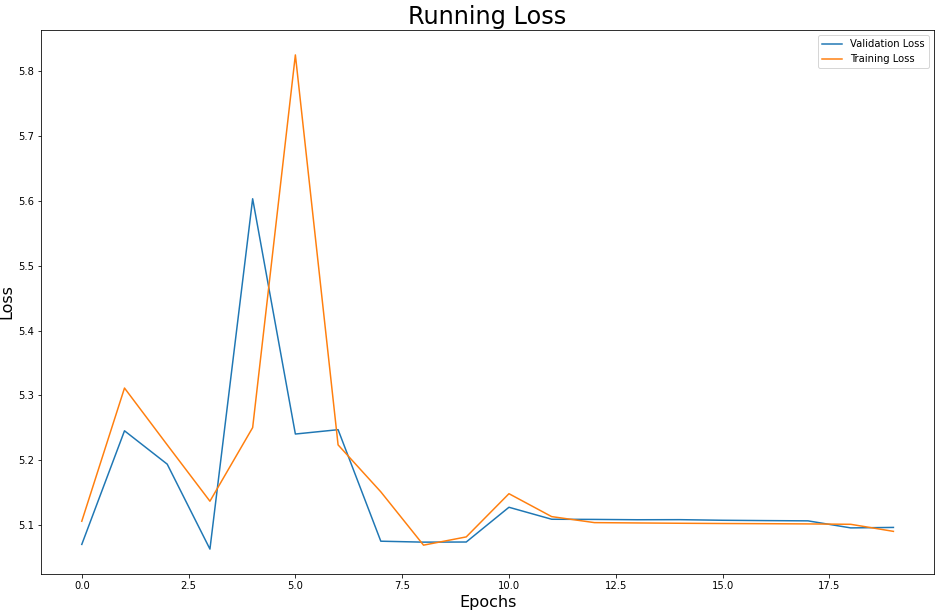 Running Loss
Validation Loss
Training Loss
5.8
5.7
5.6
5.5
5.4
5.3
5.2
5.1
Loss
0.0 2.5 5.0 7.5 10.0 12.5 15.0 17.5
Epochs